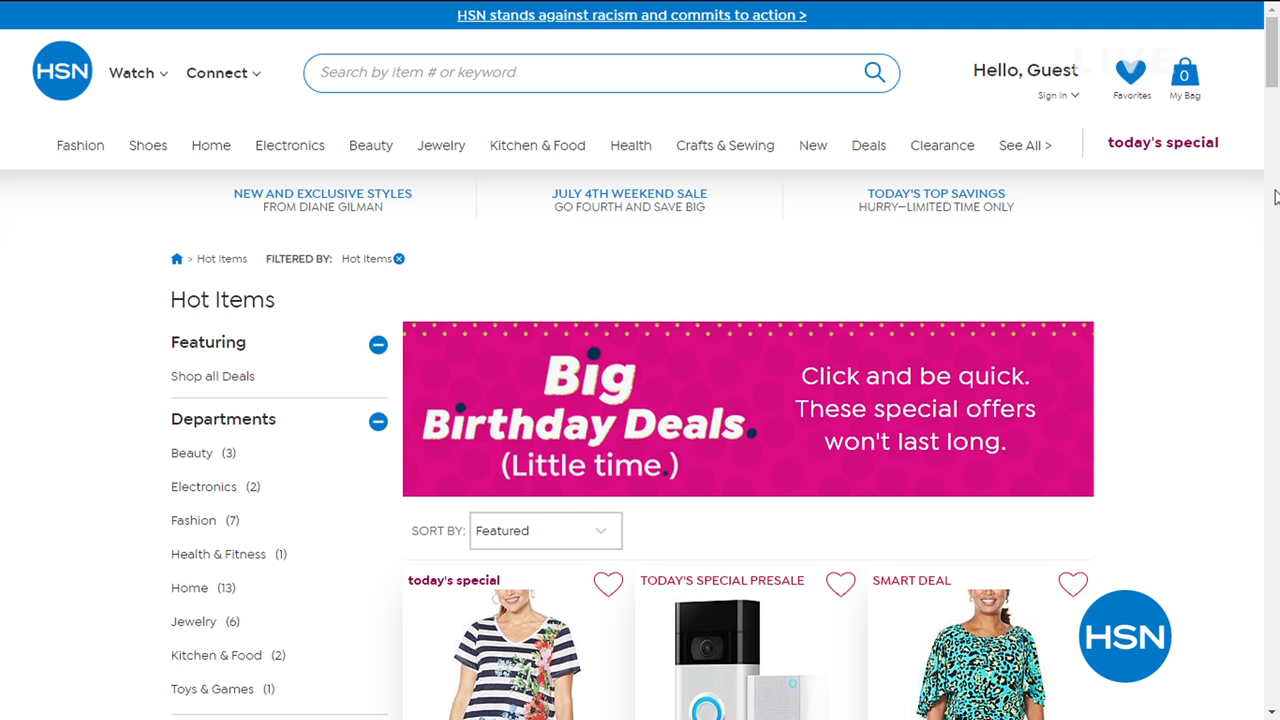 HSN stands against racism and commits to action >
HSN
Watch
Connect
Search by item # or keyword
LIVE
Hello, Guest
Sign In
Favorites
0
My Bag
Fashion
Shoes
Home
Electronics
Beauty
Jewelry
Kitchen & Food
Health
Crafts & Sewing
New
Deals
Clearance
See All >
today's special
NEW AND EXCLUSIVE STYLES
FROM DIANE GILMAN
JULY 4TH WEEKEND SALE
GO FOURTH AND SAVE BIG
TODAY'S TOP SAVINGS
HURRY—LIMITED TIME ONLY
> Hot Items
FILTERED BY:
Hot Items
Hot Items
Featuring
Shop all Deals
Departments
Beauty (3)
Electronics (2)
Fashion (7)
Health & Fitness (1)
Home (13)
Jewelry (6)
Kitchen & Food (2)
Toys & Games (1)
Big
Birthday Deals.
(Little time.)
Click and be quick.
These special offers
won't last long.
SORT BY:
Featured
today's special
TODAY'S SPECIAL PRESALE
SMART DEAL
HSN